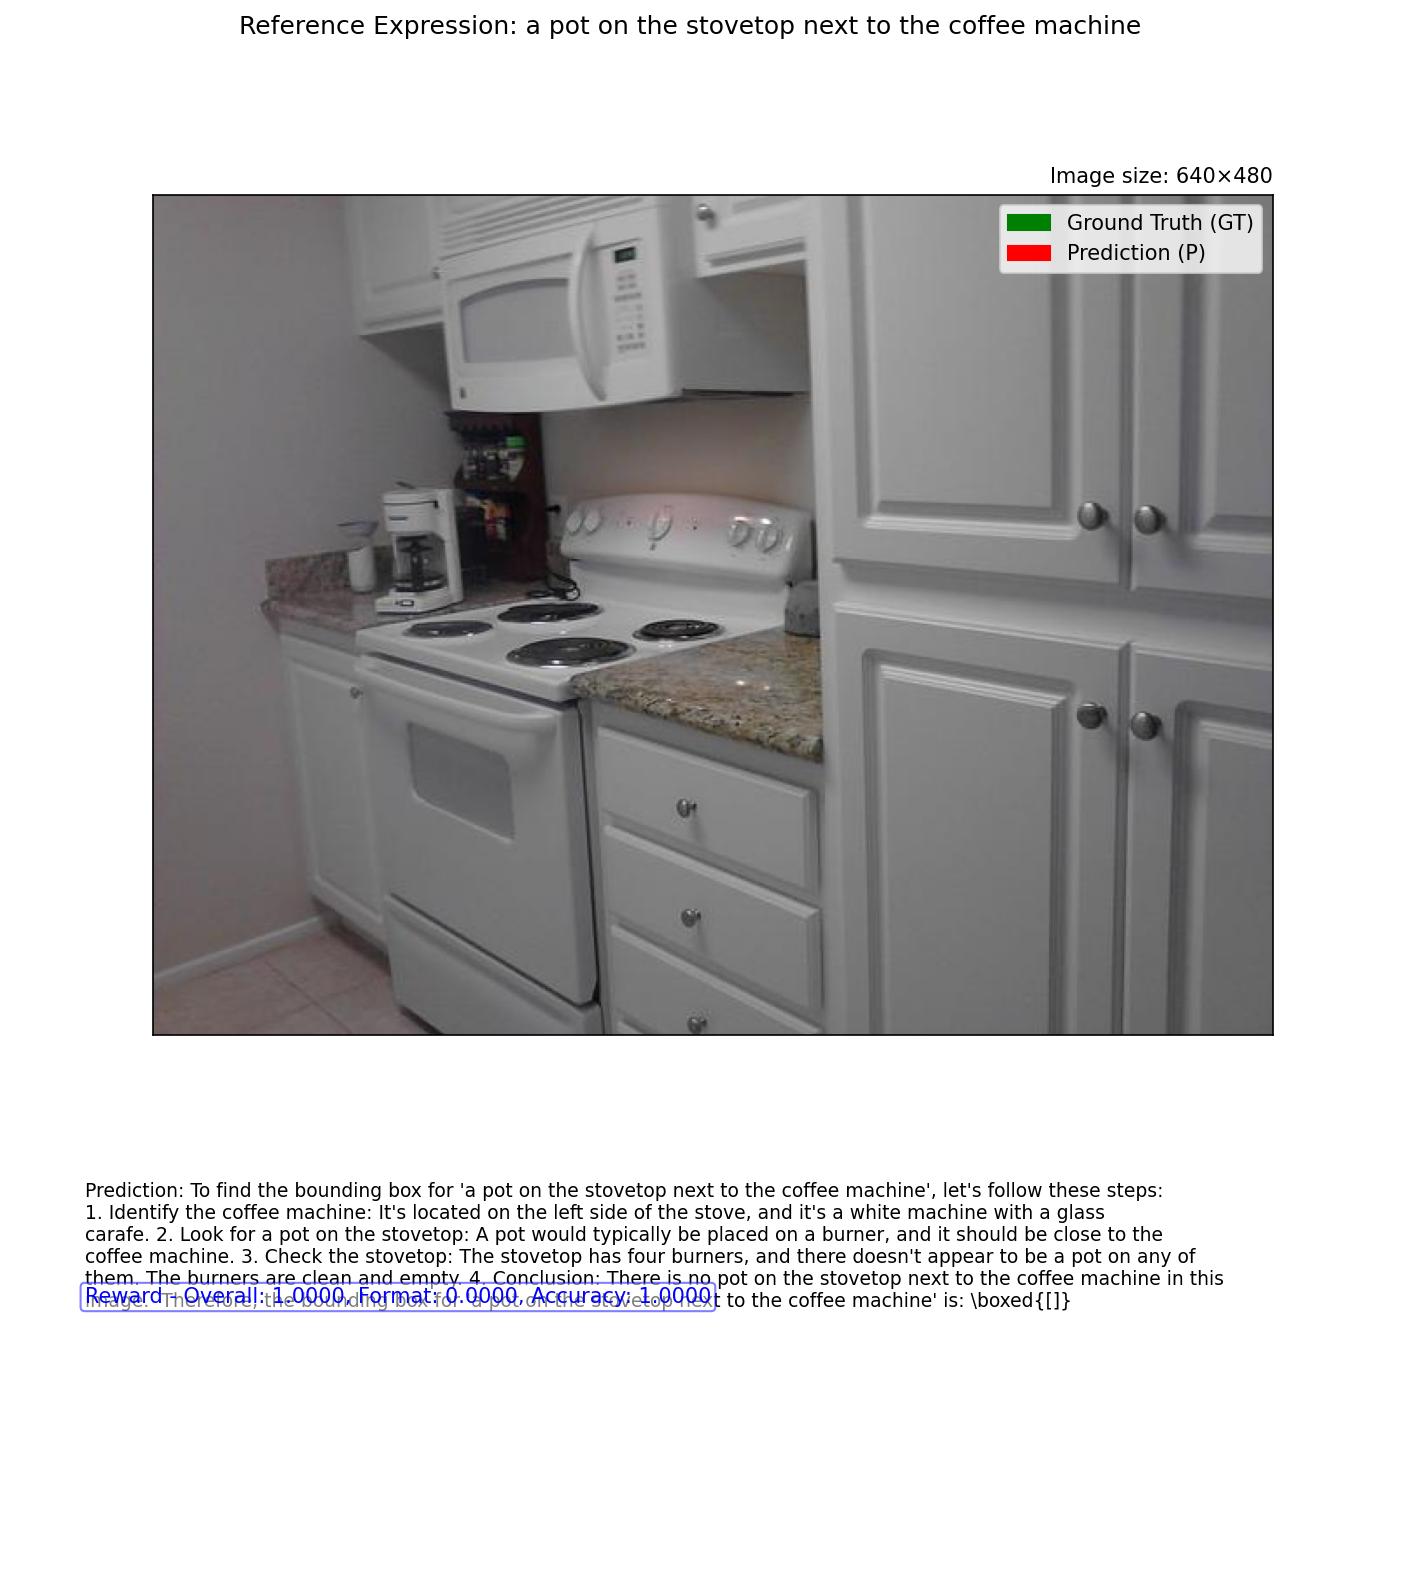 Reference Expression: a pot on the stovetop next to the coffee machine
Image size: 640×480
Ground Truth (GT)
Prediction (P)
Prediction: To find the bounding box for 'a pot on the stovetop next to the coffee machine', let's follow these steps:
1. Identify the coffee machine: It's located on the left side of the stove, and it's a white machine with a glass
carafe. 2. Look for a pot on the stovetop: A pot would typically be placed on a burner, and it should be close to the
coffee machine. 3. Check the stovetop: The stovetop has four burners, and there doesn't appear to be a pot on any of
them. The burners are clean and empty. 4. Conclusion: There is no pot on the stovetop next to the coffee machine in this
image. Therefore, the bounding box for 'a pot on the stovetop next to the coffee machine' is: \boxed{[]}
Reward - Overall: 1.0000, Format: 0.0000, Accuracy: 1.0000